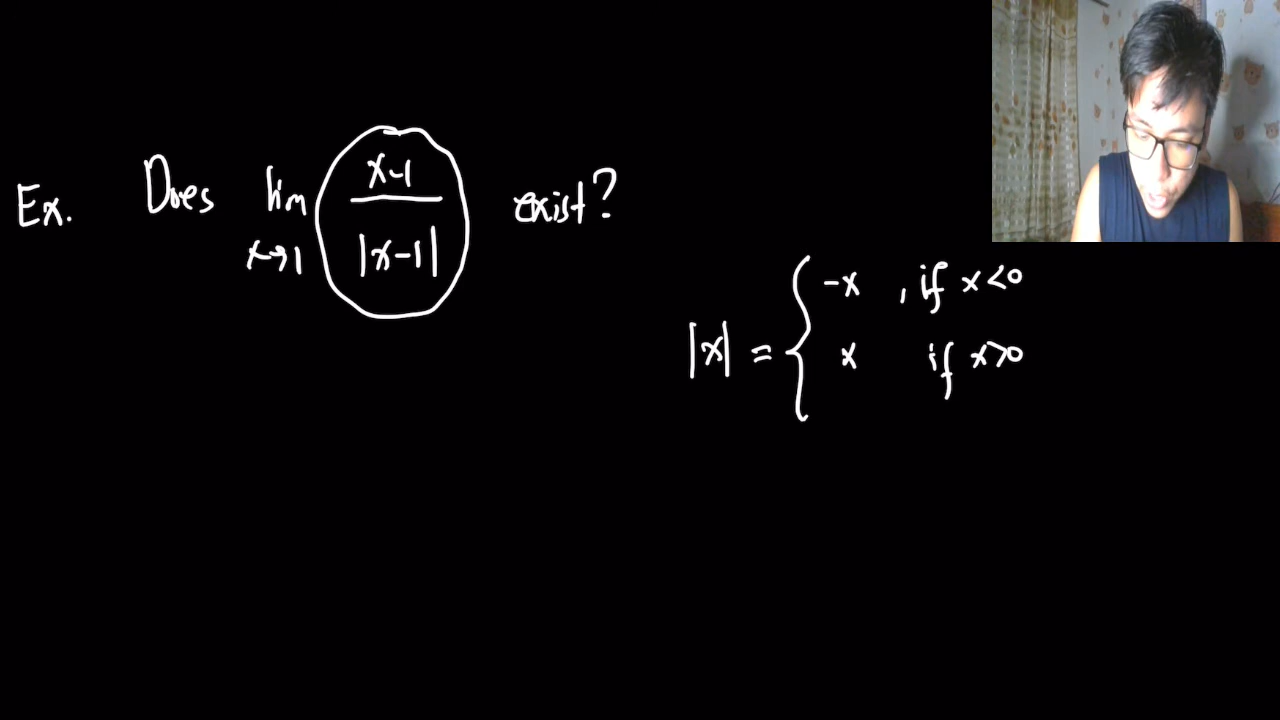 Ex. Does lim x→1 x-1 / |x-1| exist?
|x| = { -x , if x<0
x if x>0